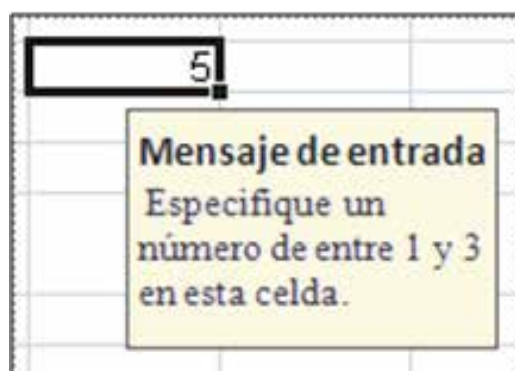 5
Mensaje de entrada
Especifique un
número de entre 1 y 3
en esta celda.